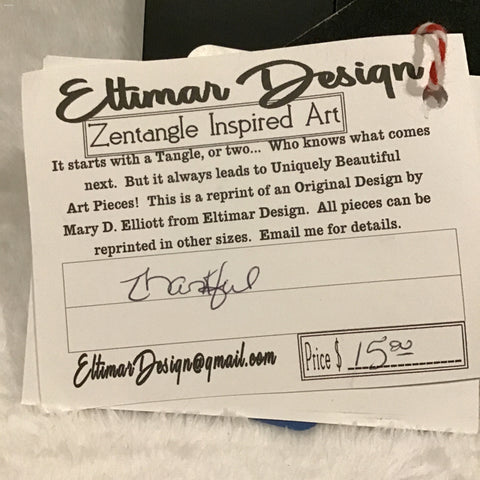 Eltimar Design
Zentangle Inspired Art
It starts with a Tangle, or two... Who knows what comes
next. But it always leads to Uniquely Beautiful
Art Pieces! This is a reprint of an Original Design by
Mary D. Elliott from Eltimar Design. All pieces can be
reprinted in other sizes. Email me for details.
Thankful
EltimarDesign@gmail.com
Price $ 15.00